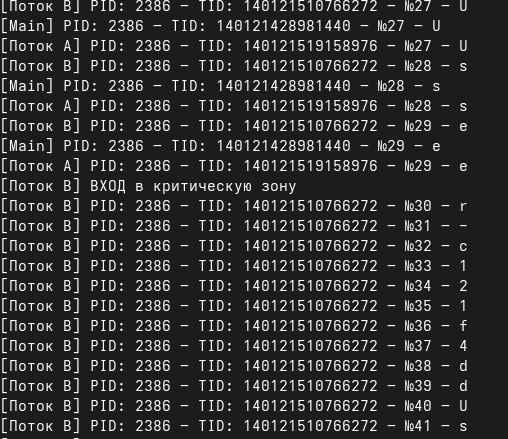 [Поток B] PID: 2386 — TID: 140121510766272 — №27 — U
[Main] PID: 2386 — TID: 140121428981440 — №27 — U
[Поток A] PID: 2386 — TID: 140121519158976 — №27 — U
[Поток B] PID: 2386 — TID: 140121510766272 — №28 — s
[Main] PID: 2386 — TID: 140121428981440 — №28 — s
[Поток A] PID: 2386 — TID: 140121519158976 — №28 — s
[Поток B] PID: 2386 — TID: 140121510766272 — №29 — e
[Main] PID: 2386 — TID: 140121428981440 — №29 — e
[Поток A] PID: 2386 — TID: 140121519158976 — №29 — e
[Поток B] ВХОД в критическую зону
[Поток B] PID: 2386 — TID: 140121510766272 — №30 — r
[Поток B] PID: 2386 — TID: 140121510766272 — №31 — -
[Поток B] PID: 2386 — TID: 140121510766272 — №32 — c
[Поток B] PID: 2386 — TID: 140121510766272 — №33 — 1
[Поток B] PID: 2386 — TID: 140121510766272 — №34 — 2
[Поток B] PID: 2386 — TID: 140121510766272 — №35 — 1
[Поток B] PID: 2386 — TID: 140121510766272 — №36 — f
[Поток B] PID: 2386 — TID: 140121510766272 — №37 — 4
[Поток B] PID: 2386 — TID: 140121510766272 — №38 — d
[Поток B] PID: 2386 — TID: 140121510766272 — №39 — d
[Поток B] PID: 2386 — TID: 140121510766272 — №40 — U
[Поток B] PID: 2386 — TID: 140121510766272 — №41 — s